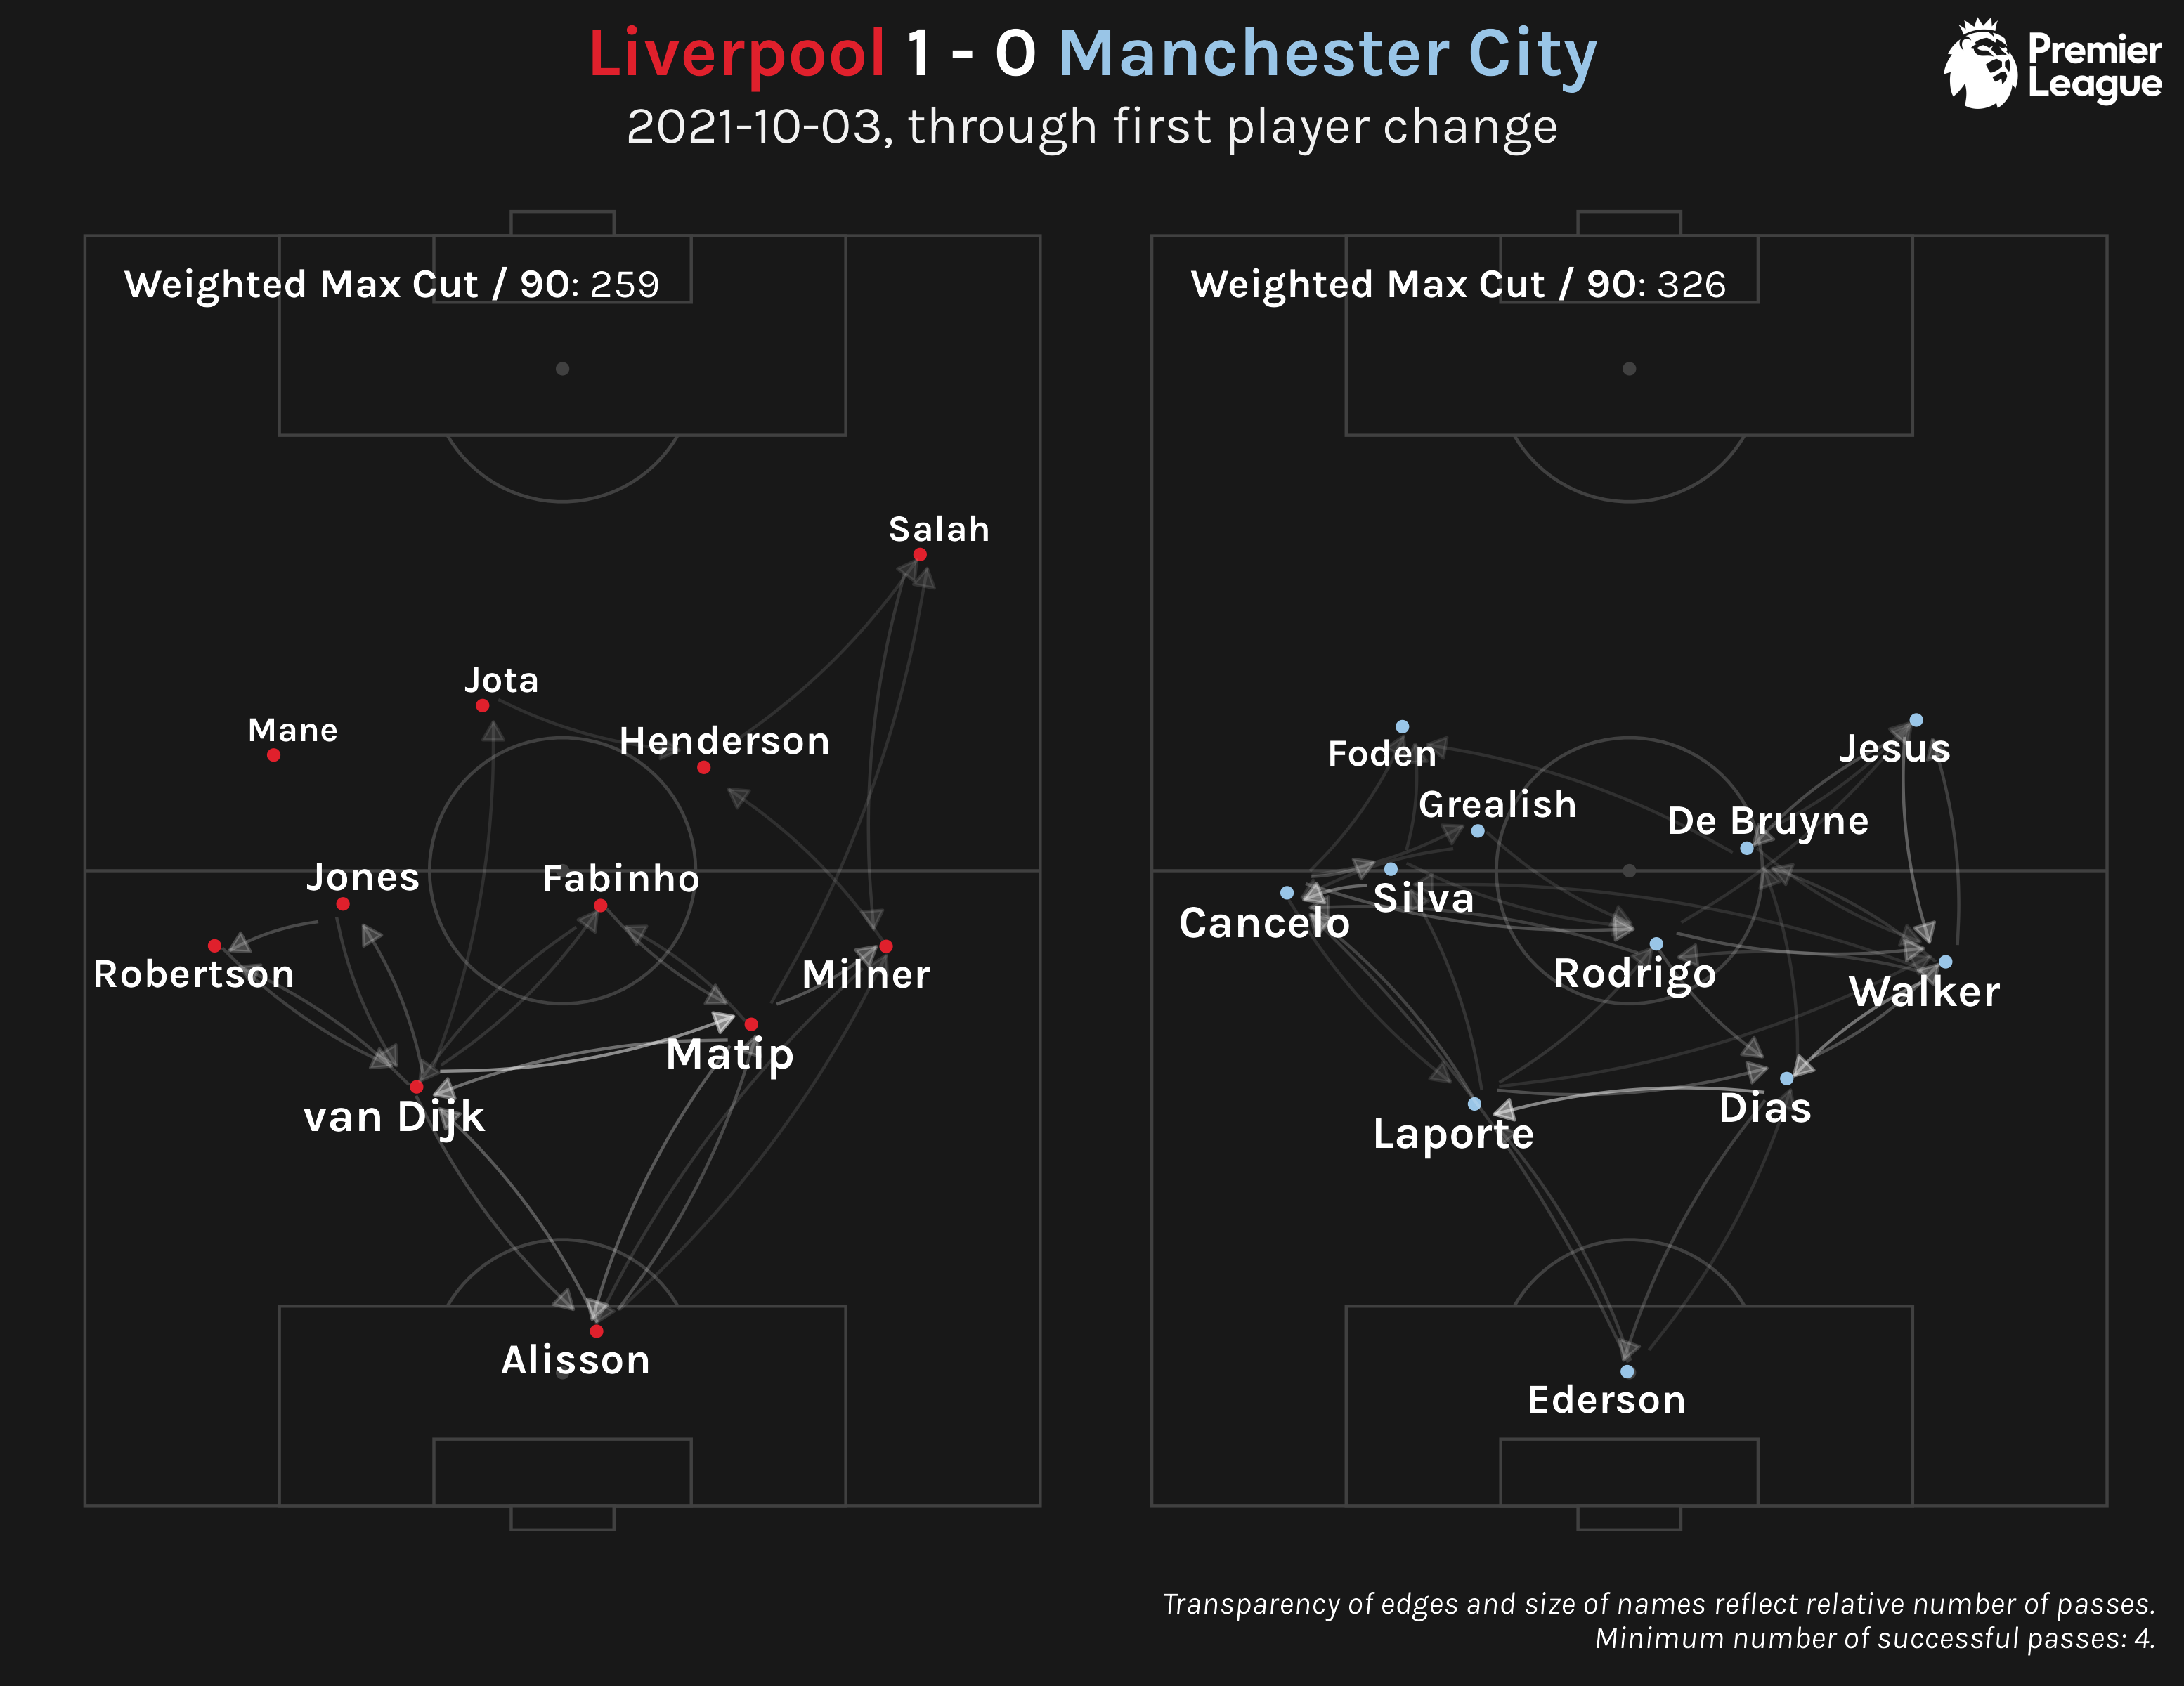 Liverpool 1 - 0 Manchester City
2021-10-03, through first player change
Premier
League
Weighted Max Cut / 90: 259
Salah
Jota
Mane
Henderson
Jones
Fabinho
Robertson
Milner
Matip
van Dijk
Alisson
Weighted Max Cut / 90: 326
Foden
Jesus
Grealish
De Bruyne
Silva
Cancelo
Rodrigo
Walker
Dias
Laporte
Ederson
Transparency of edges and size of names reflect relative number of passes.
Minimum number of successful passes: 4.